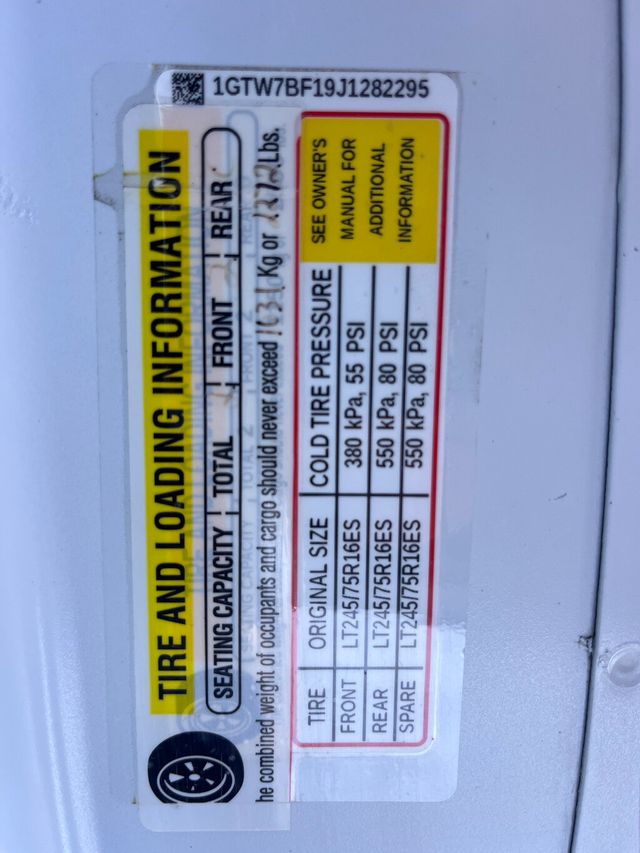 1GTW7BF19J1282295
TIRE AND LOADING INFORMATION
SEATING CAPACITY TOTAL FRONT REAR
he combined weight of occupants and cargo should never exceed Kg or Lbs.
TIRE ORIGINAL SIZE COLD TIRE PRESSURE
FRONT LT245/75R16ES 380 kPa, 55 PSI
REAR LT245/75R16ES 550 kPa, 80 PSI
SPARE LT245/75R16ES 550 kPa, 80 PSI
SEE OWNER'S
MANUAL FOR
ADDITIONAL
INFORMATION